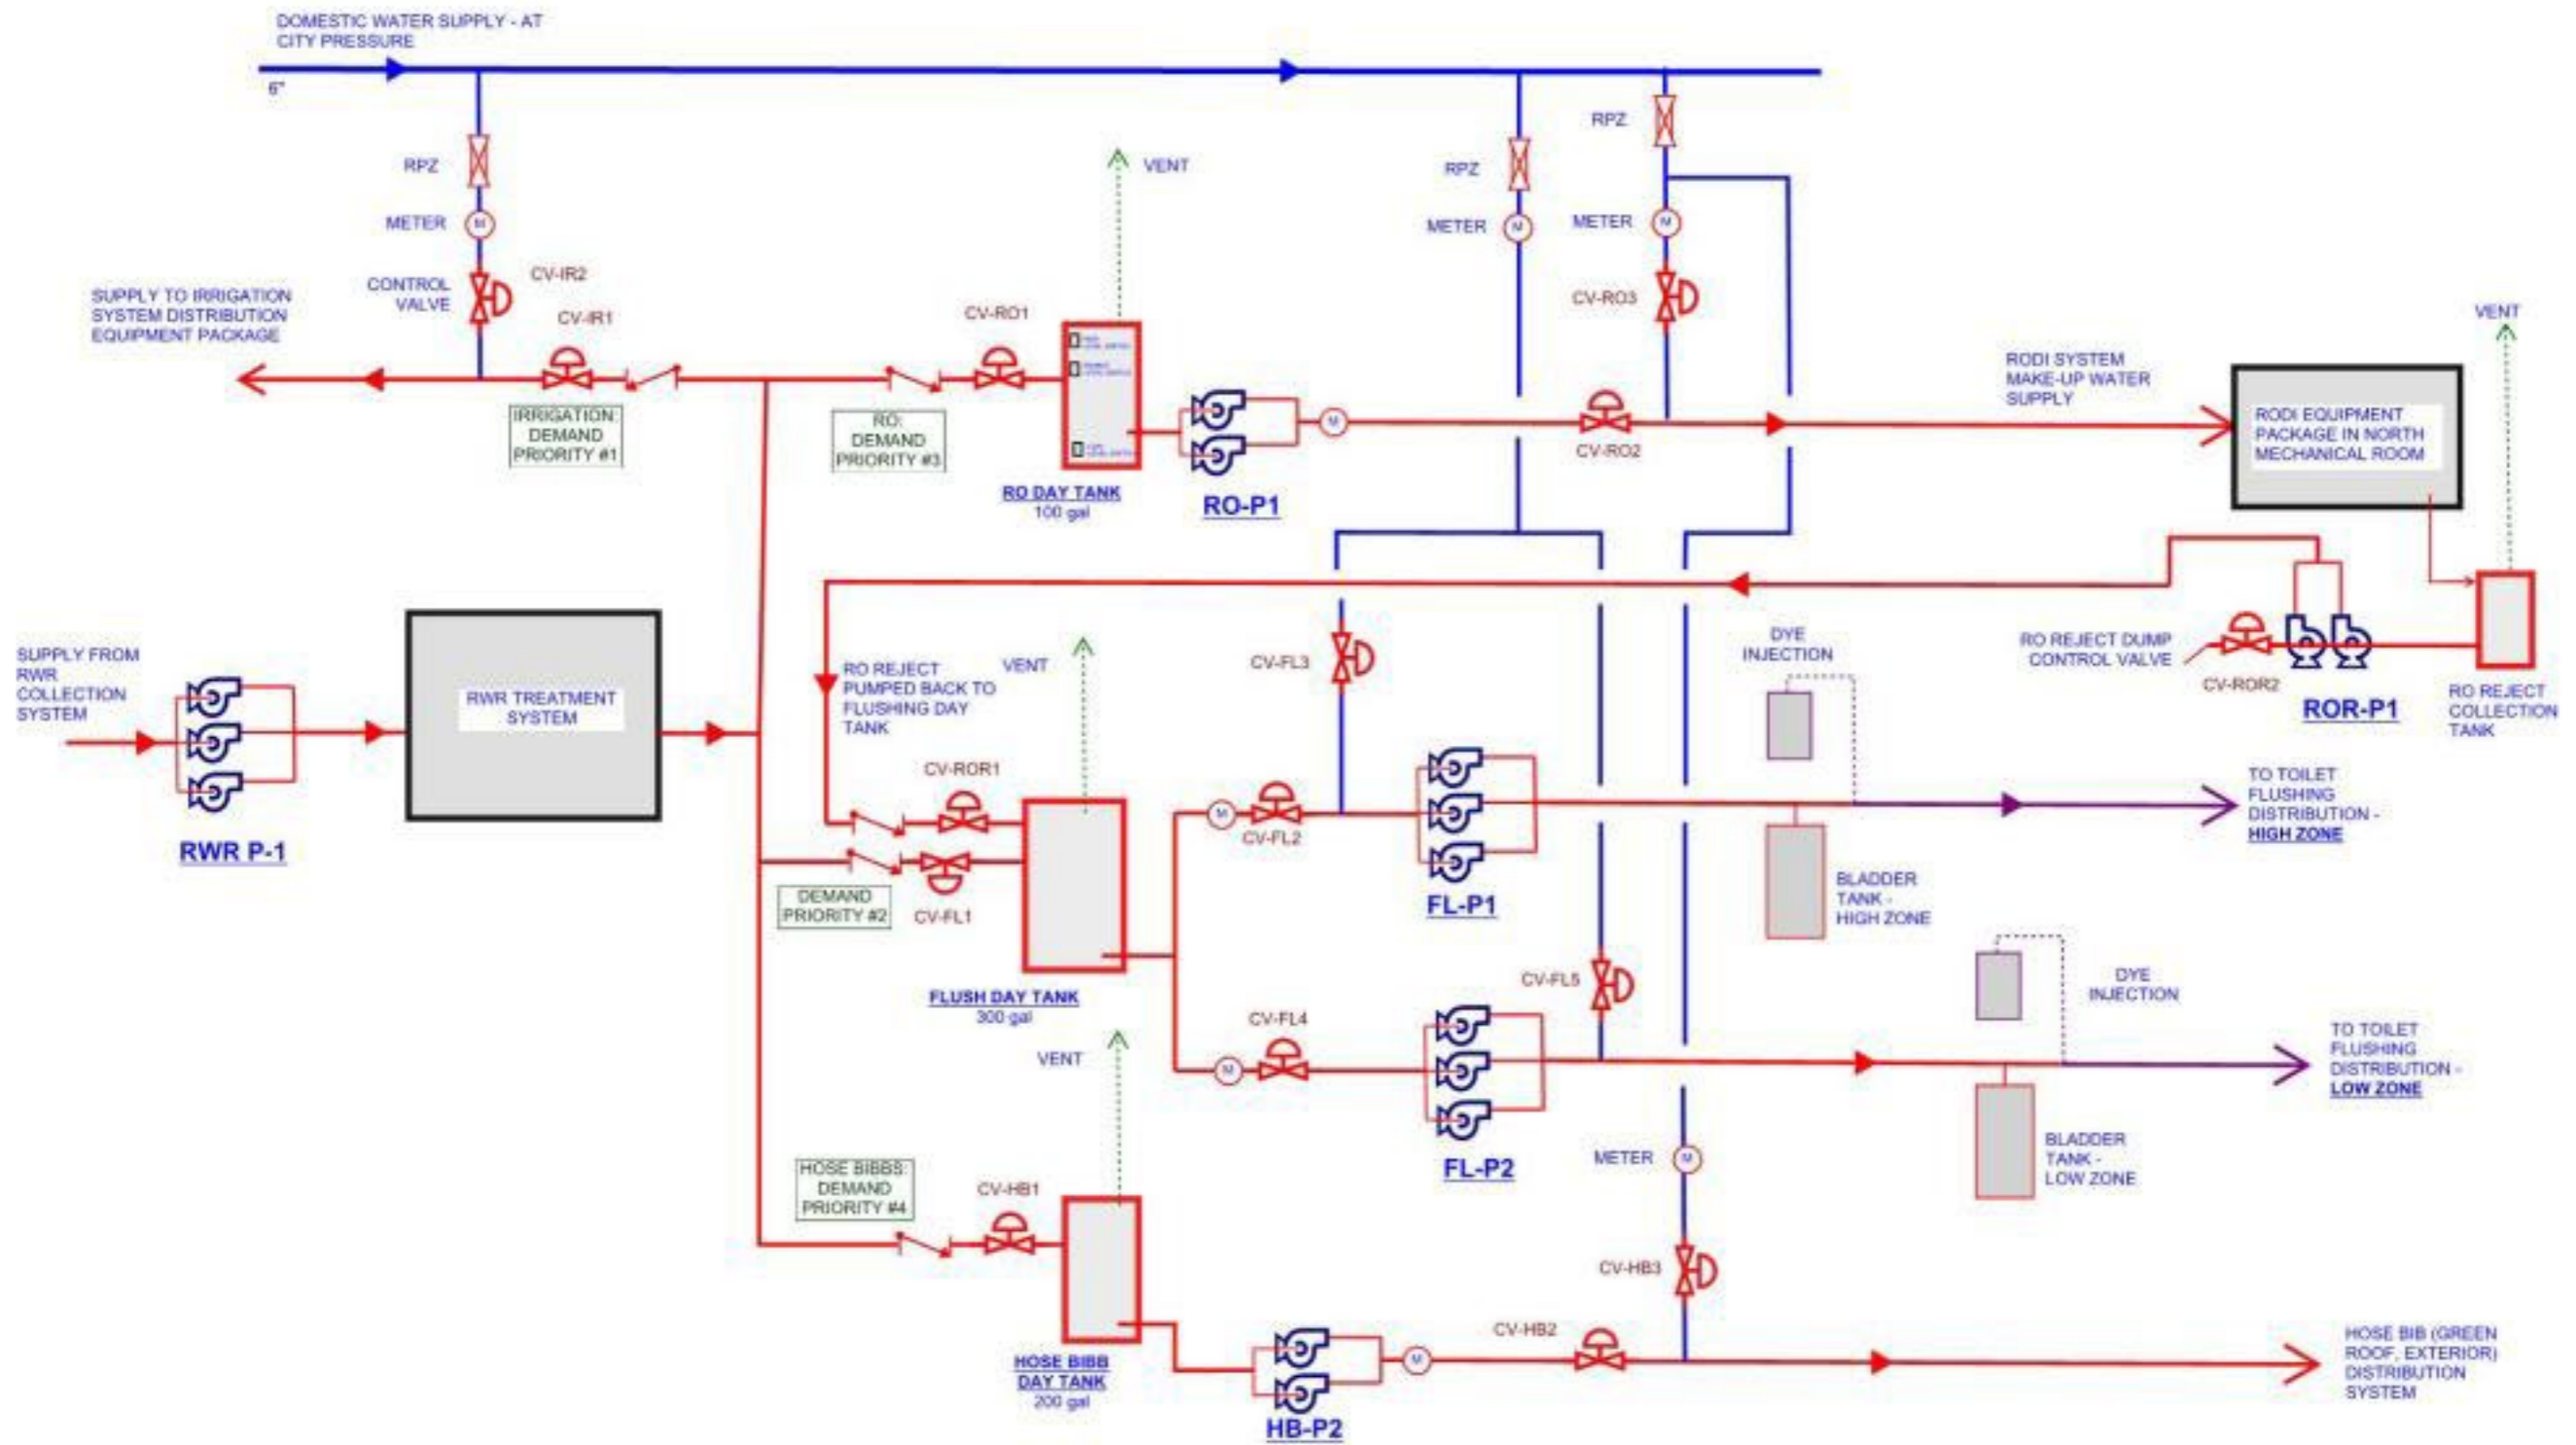 DOMESTIC WATER SUPPLY - AT
CITY PRESSURE
6"
RPZ
METER
CONTROL
VALVE
CV-IR2
CV-IR1
SUPPLY TO IRRIGATION
SYSTEM DISTRIBUTION
EQUIPMENT PACKAGE
IRRIGATION:
DEMAND
PRIORITY #1
CV-RO1
RO:
DEMAND
PRIORITY #3
VENT
RO DAY TANK
100 gal
RO-P1
M
M
RPZ
METER
M
RPZ
METER
M
CV-RO3
CV-RO2
RODI SYSTEM
MAKE-UP WATER
SUPPLY
RODI EQUIPMENT
PACKAGE IN NORTH
MECHANICAL ROOM
VENT
SUPPLY FROM
RWR
COLLECTION
SYSTEM
RWR P-1
RWR TREATMENT
SYSTEM
RO REJECT
PUMPED BACK TO
FLUSHING DAY
TANK
VENT
CV-ROR1
DEMAND
PRIORITY #2
CV-FL1
FLUSH DAY TANK
300 gal
CV-FL3
M
CV-FL2
FL-P1
DYE
INJECTION
RO REJECT DUMP
CONTROL VALVE
CV-ROR2
ROR-P1
RO REJECT
COLLECTION
TANK
TO TOILET
FLUSHING
DISTRIBUTION -
HIGH ZONE
BLADDER
TANK -
HIGH ZONE
CV-FL5
CV-FL4
M
FL-P2
DYE
INJECTION
TO TOILET
FLUSHING
DISTRIBUTION -
LOW ZONE
BLADDER
TANK -
LOW ZONE
VENT
HOSE BIBBS:
DEMAND
PRIORITY #4
CV-HB1
HOSE BIBB
DAY TANK
200 gal
HB-P2
M
METER
M
CV-HB3
CV-HB2
HOSE BIB (GREEN
ROOF, EXTERIOR)
DISTRIBUTION
SYSTEM